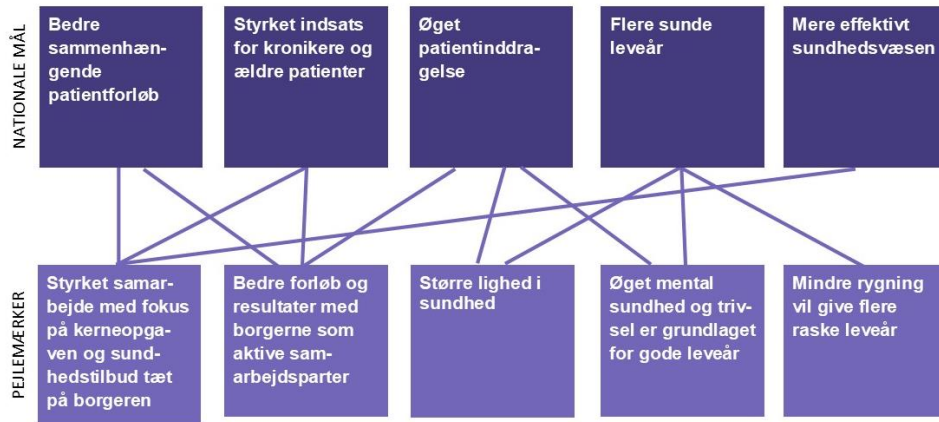 NATIONALE MÅL
Bedre
sammenhæn-
gende
patientforløb
Styrket indsats
for kronikere og
ældre patienter
Øget
patientinddra-
gelse
Flere sunde
leveår
Mere effektivt
sundhedsvæsen
PEJLEMÆRKER
Styrket samar-
bejde med fokus
på kerneopga-
ven og sund-
hedstilbud tæt
på borgeren
Bedre forløb og
resultater med
borgerne som
aktive sam-
arbejdsparter
Større lighed i
sundhed
Øget mental
sundhed og triv-
sel er grundlaget
for gode leveår
Mindre rygning
vil give flere
raske leveår